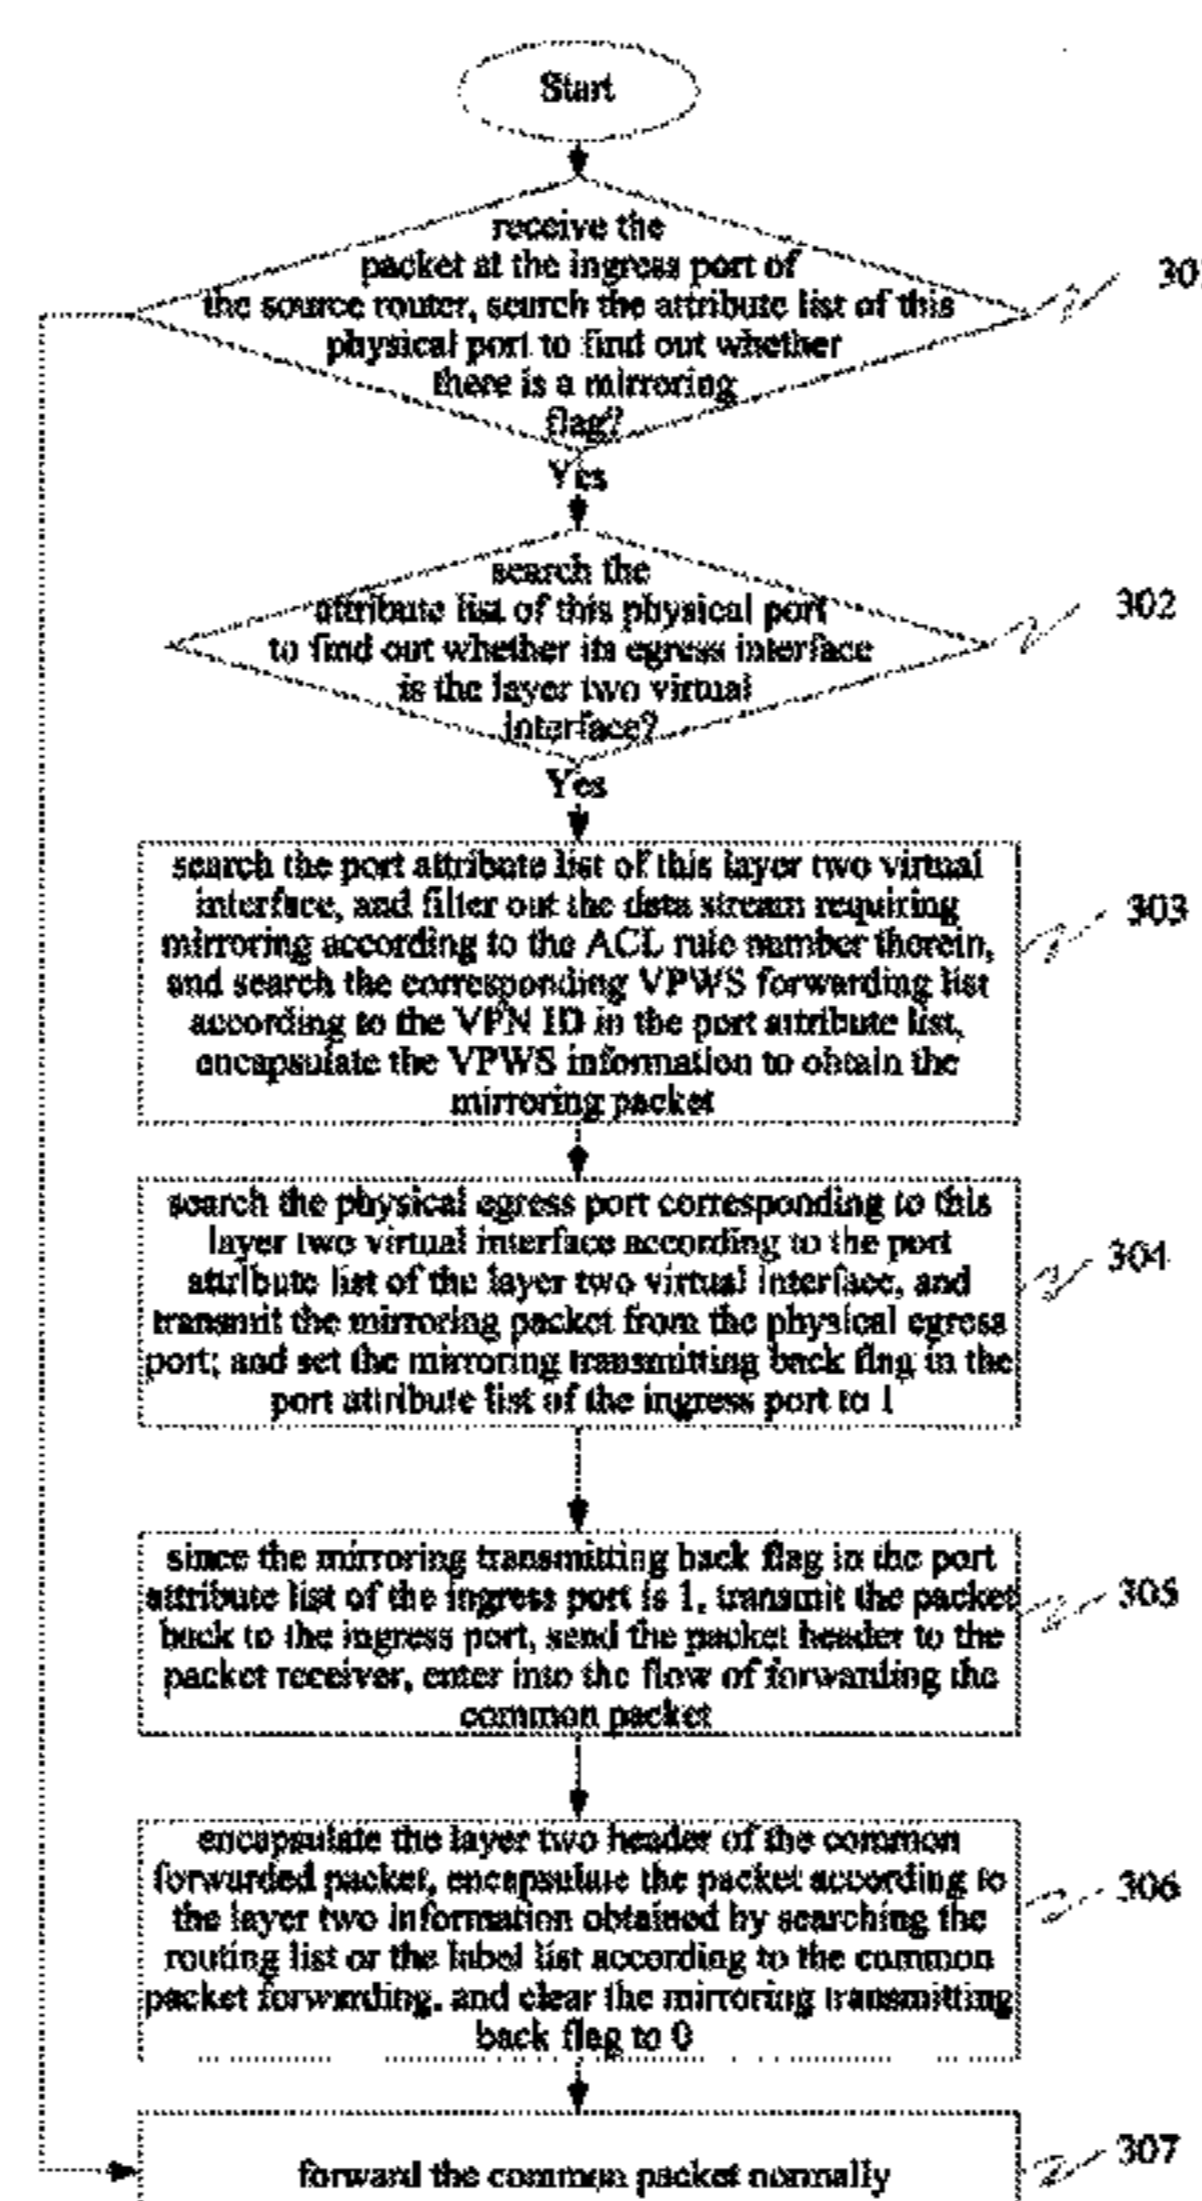 Start
receive the
packet at the ingress port of
the source router, search the attribute list of this
physical port to find out whether
there is a mirroring
flag?
301
Yes
search the
attribute list of this physical port
to find out whether its egress interface
is the layer two virtual
interface?
302
Yes
search the port attribute list of this layer two virtual
interface, and filter out the data stream requiring
mirroring according to the ACL rule number therein,
and search the corresponding VPWS forwarding list
according to the VPN ID in the port attribute list,
encapsulate the VPWS information to obtain the
mirroring packet
303
search the physical egress port corresponding to this
layer two virtual interface according to the port
attribute list of the layer two virtual interface, and
transmit the mirroring packet from the physical egress
port; and set the mirroring transmitting back flag in the
port attribute list of the ingress port to 1
304
since the mirroring transmitting back flag in the port
attribute list of the ingress port is 1, transmit the packet
back to the ingress port, send the packet header to the
packet receiver, enter into the flow of forwarding the
common packet
305
encapsulate the layer two header of the common
forwarded packet, encapsulate the packet according to
the layer two information obtained by searching the
routing list or the label list according to the common
packet forwarding, and clear the mirroring transmitting
back flag to 0
306
forward the common packet normally
307